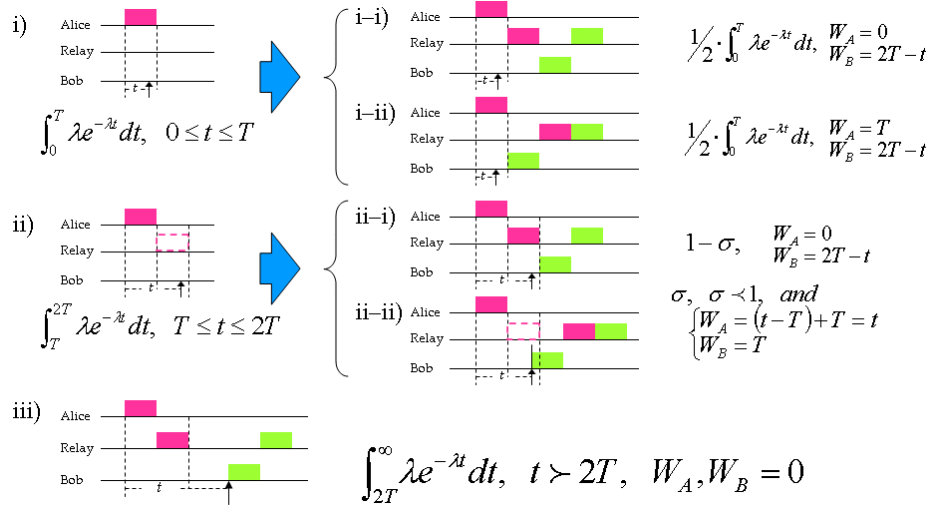 i)
Alice
Relay
Bob
t
∫₀ᵀ λe^{-λt} dt, 0 ≤ t ≤ T
i–i)
Alice
Relay
Bob
t
1/2 · ∫₀ᵀ λe^{-λt} dt, W_A = 0
W_B = 2T – t
i-ii)
Alice
Relay
Bob
t
1/2 · ∫₀ᵀ λe^{-λt} dt, W_A = T
W_B = 2T – t
ii)
Alice
Relay
Bob
t
∫_T^{2T} λe^{-λt} dt, T ≤ t ≤ 2T
ii–i)
Alice
Relay
Bob
t
1 – σ, W_A = 0
W_B = 2T – t
ii-ii)
Alice
Relay
Bob
t
σ, σ ≺ 1, and
{W_A = (t – T) + T = t
W_B = T
iii)
Alice
Relay
Bob
t
∫_{2T}^∞ λe^{-λt} dt, t ≻ 2T, W_A, W_B = 0